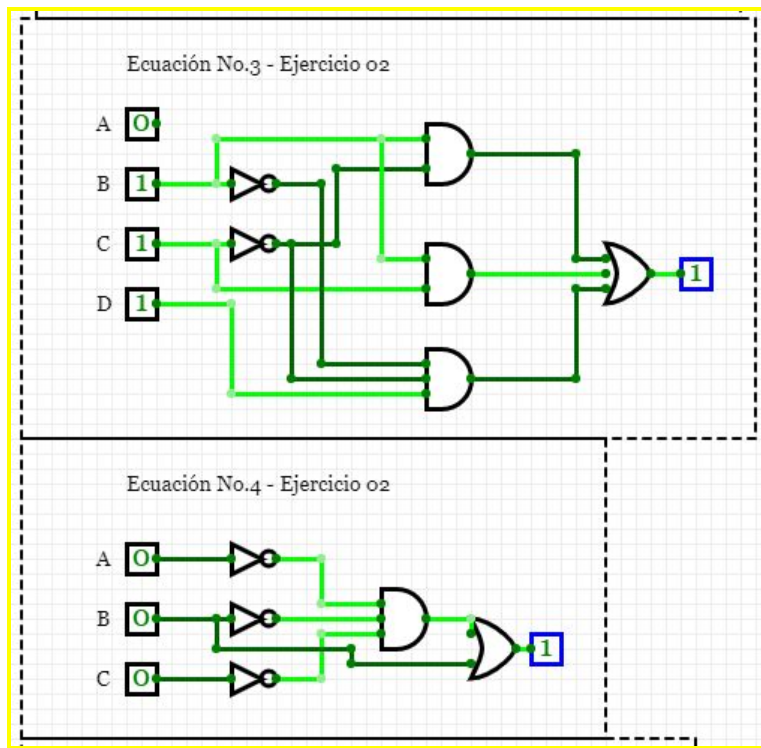 Ecuación No.3 - Ejercicio 02
A 0
B 1
C 1
1
D 1
Ecuación No.4 - Ejercicio 02
A 0
B 0
1
C 0